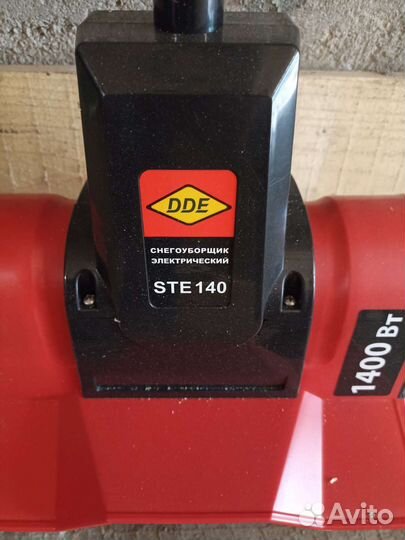 DDE
СНЕГОУБОРЩИК
ЭЛЕКТРИЧЕСКИЙ
STE 140
1400 Вт
Avito